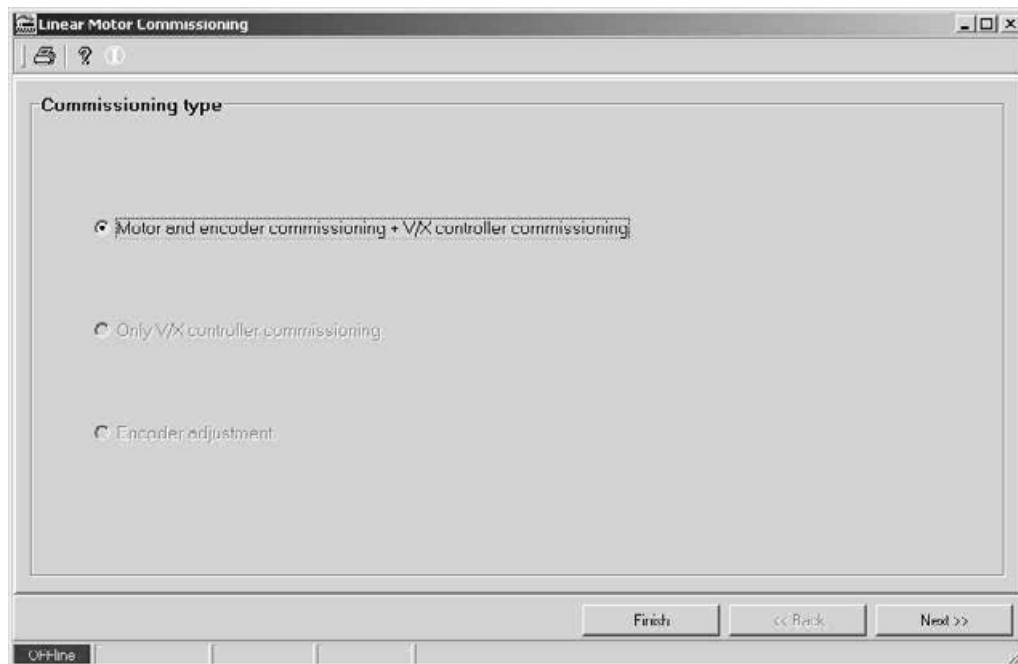 Linear Motor Commissioning
Commissioning type
Motor and encoder commissioning + V/X controller commissioning
Only V/X controller commissioning
Encoder adjustment
Finish << Back Next >>
OFFline